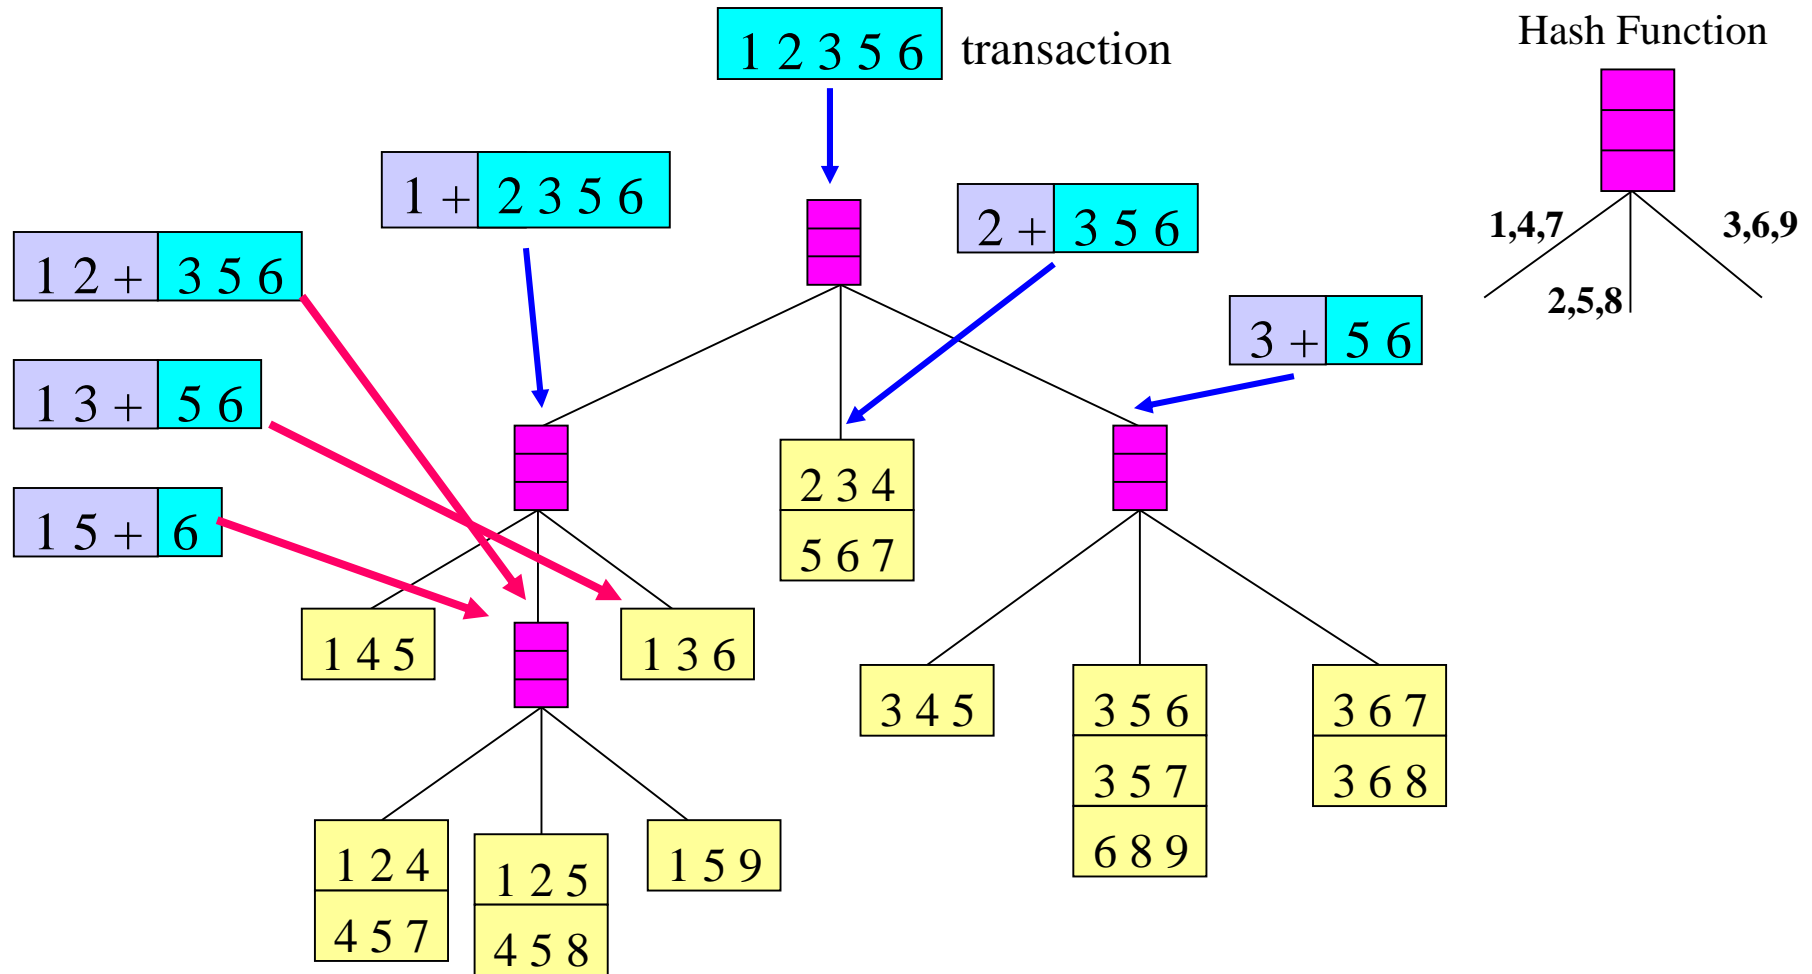 1 2 3 5 6 transaction
Hash Function
1,4,7
3,6,9
2,5,8
1 + 2 3 5 6
2 + 3 5 6
3 + 5 6
1 2 + 3 5 6
1 3 + 5 6
1 5 + 6
2 3 4
5 6 7
1 4 5
1 3 6
3 4 5
3 5 6
3 5 7
6 8 9
3 6 7
3 6 8
1 2 4
4 5 7
1 2 5
4 5 8
1 5 9